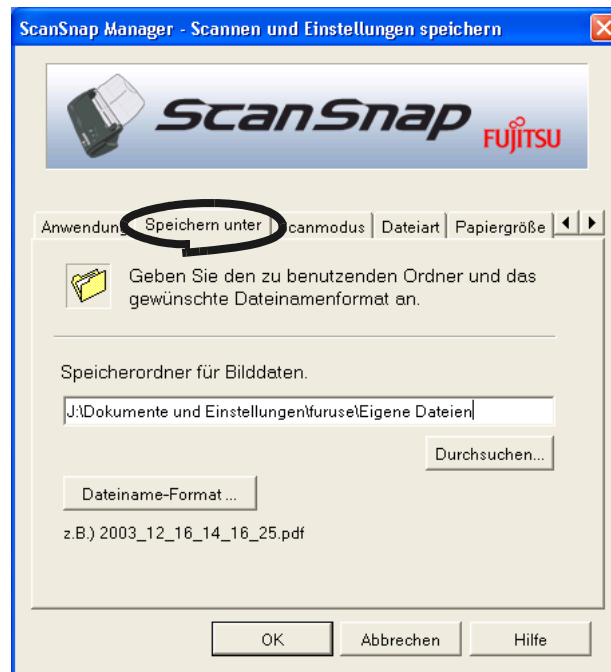 ScanSnap Manager - Scannen und Einstellungen speichern
ScanSnap
FUJITSU
Anwendung Speichern unter Scanmodus Dateiart Papiergröße
Geben Sie den zu benutzenden Ordner und das
gewünschte Dateinamenformat an.
Speicherordner für Bilddaten.
J:\Dokumente und Einstellungen\furuse\Eigene Dateien
Durchsuchen...
Dateiname-Format ...
z.B.) 2003_12_16_14_16_25.pdf
OK Abbrechen Hilfe